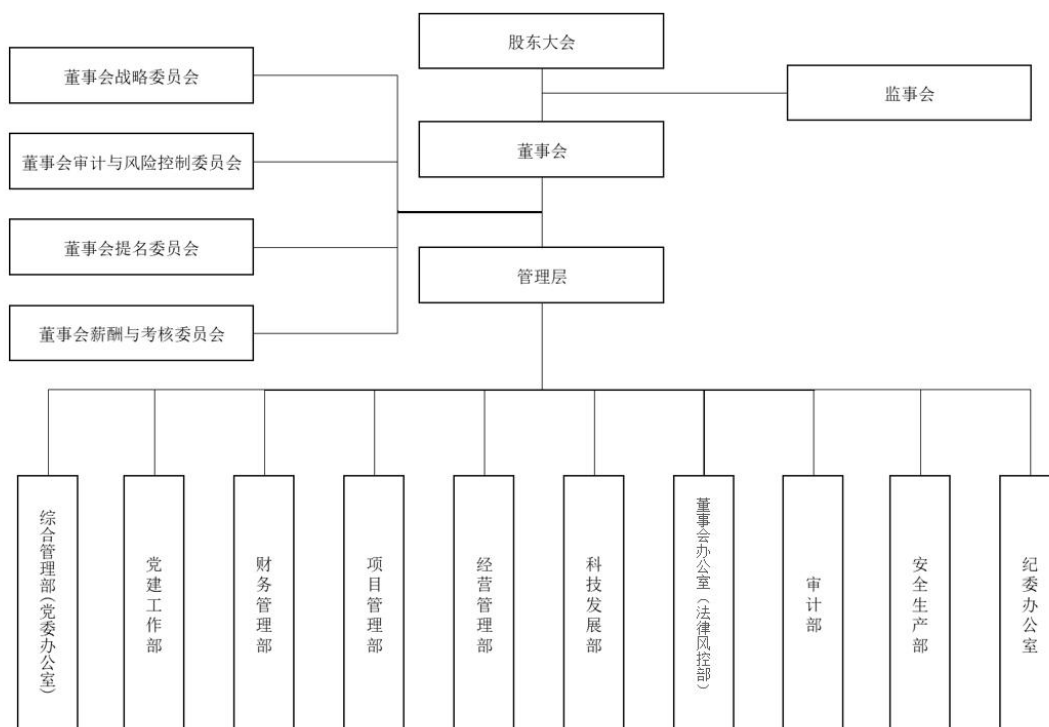 股东大会
董事会战略委员会
监事会
董事会
董事会审计与风险控制委员会
董事会提名委员会
管理层
董事会薪酬与考核委员会
综合管理部(党委办公室)
党建工作部
财务管理部
项目管理部
经营管理部
科技发展部
董事会办公室(法律风控部)
审计部
安全生产部
纪委办公室